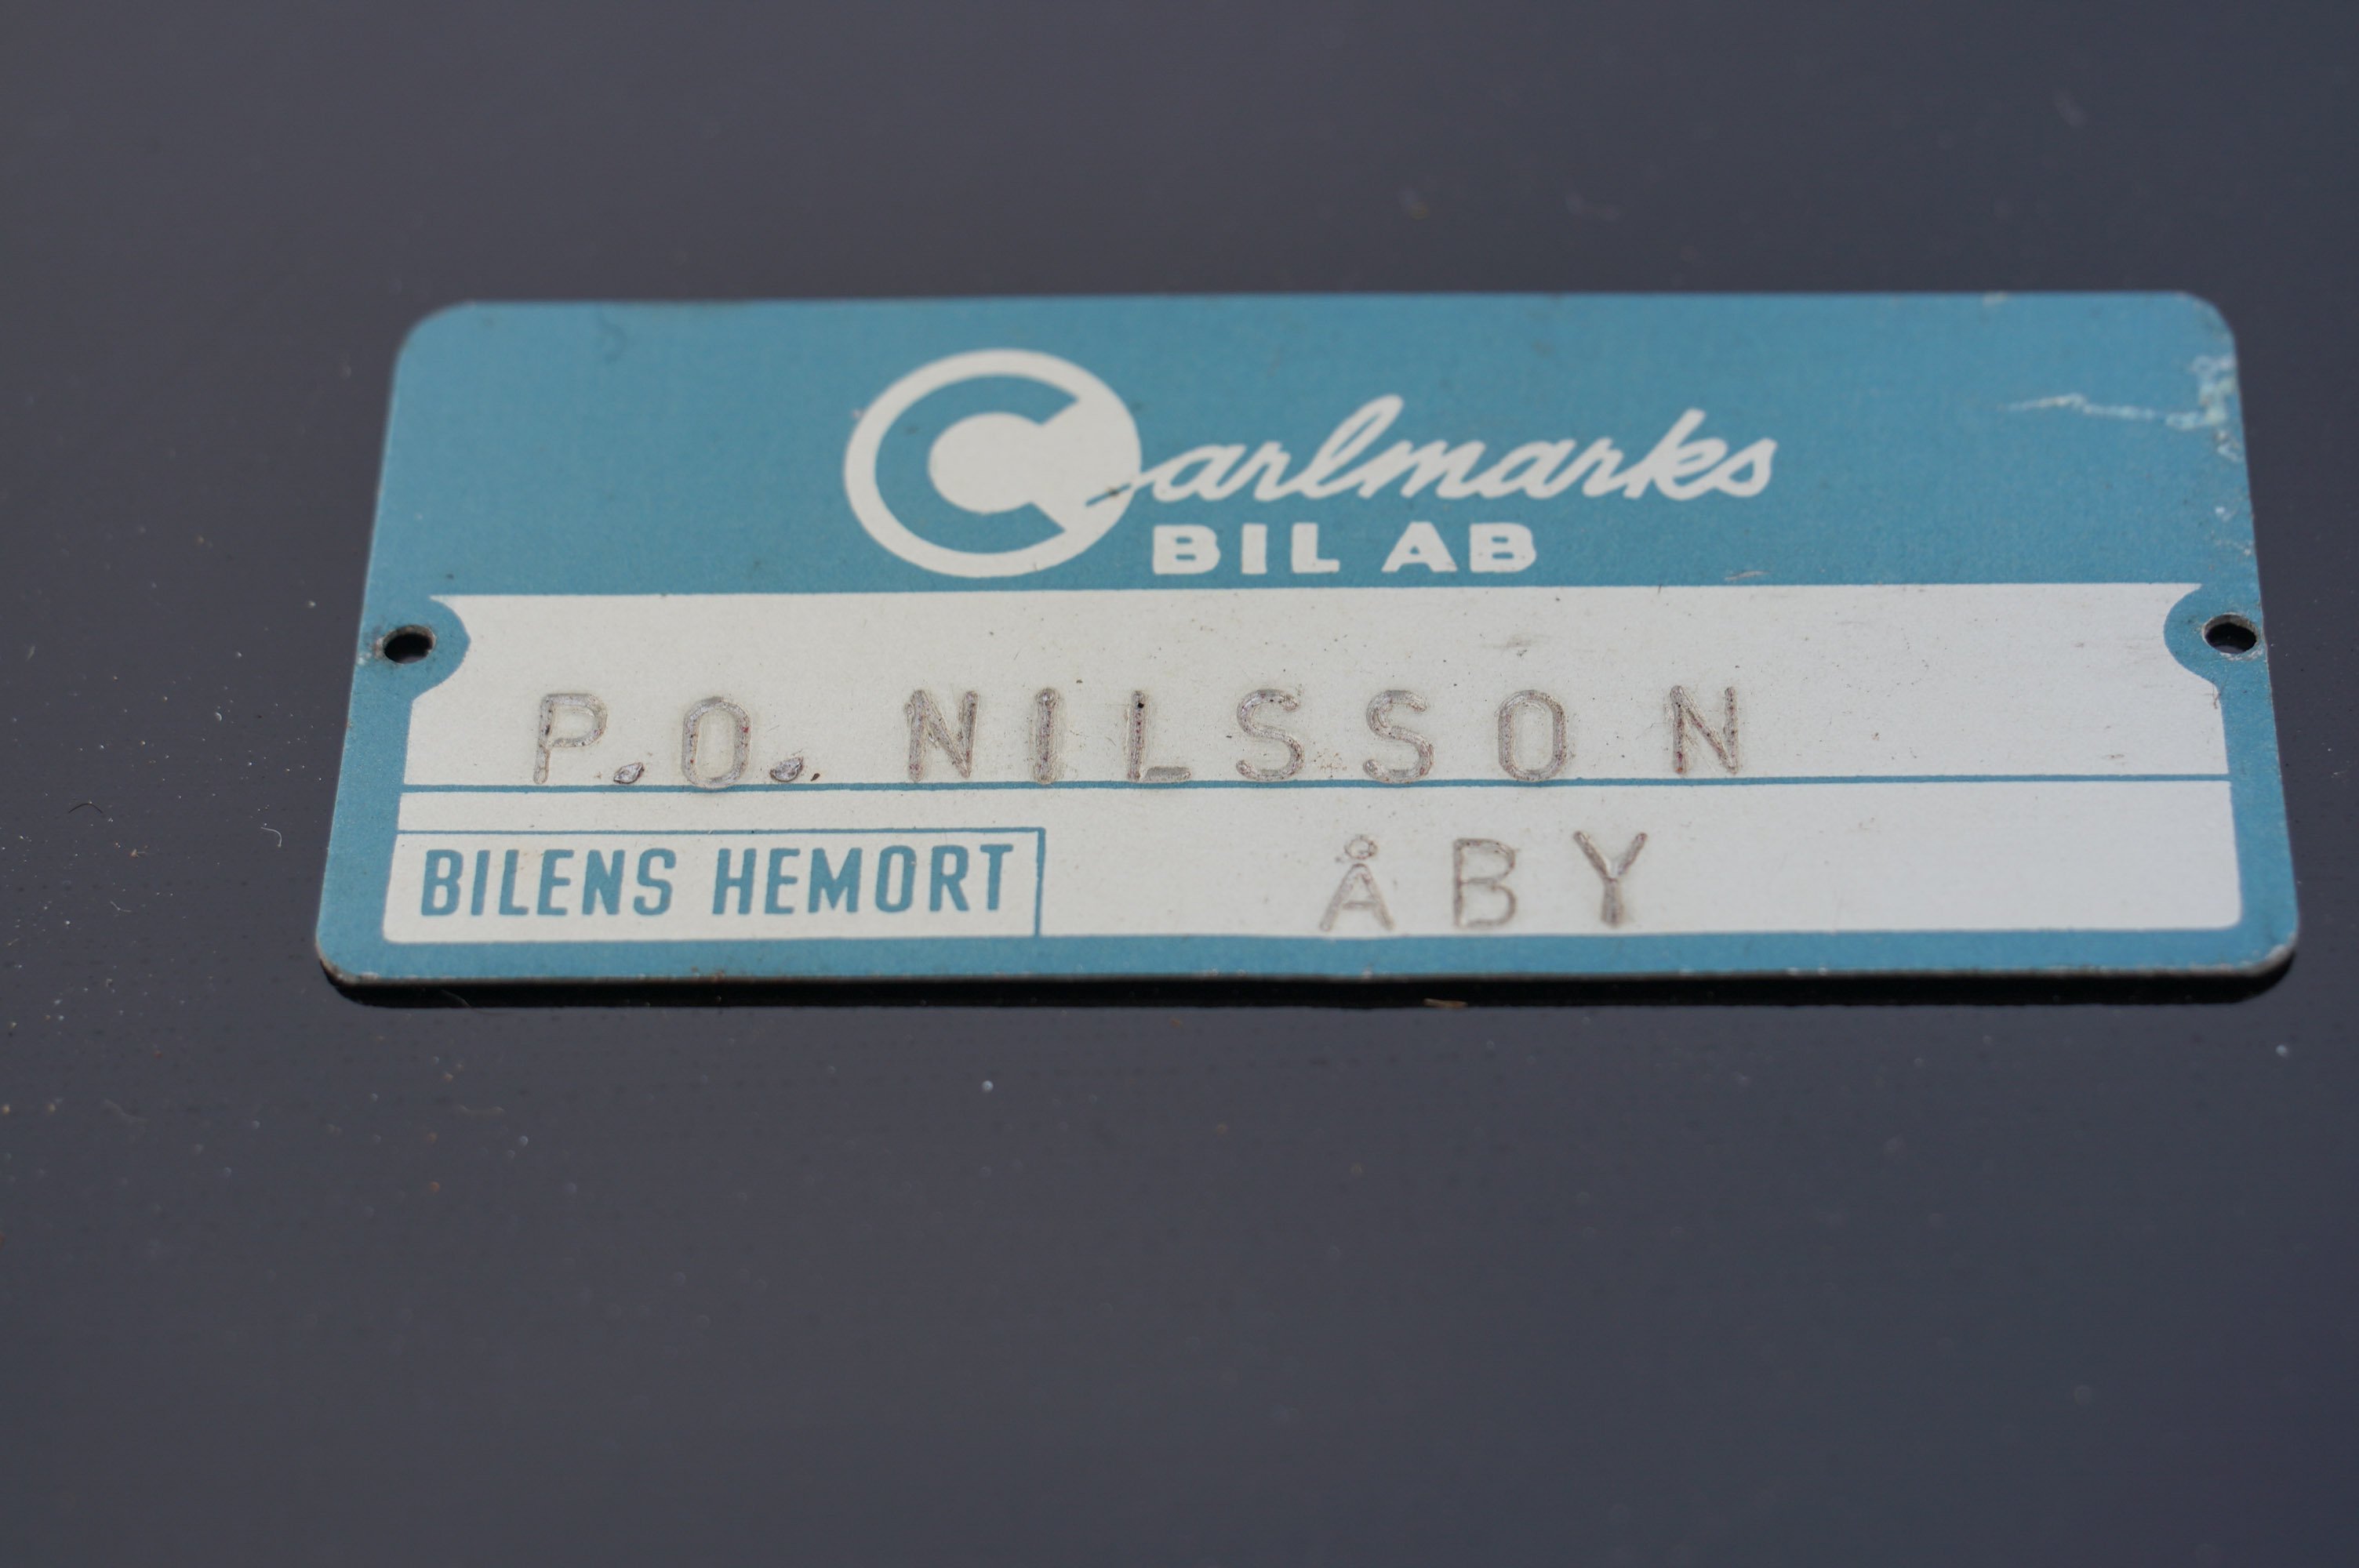 Carlmarks
BIL AB
P.O. NILSSON
BILENS HEMORT ÅBY